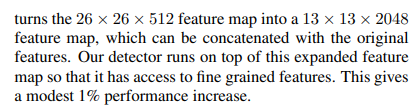 turns the 26 × 26 × 512 feature map into a 13 × 13 × 2048
feature map, which can be concatenated with the original
features. Our detector runs on top of this expanded feature
map so that it has access to fine grained features. This gives
a modest 1% performance increase.